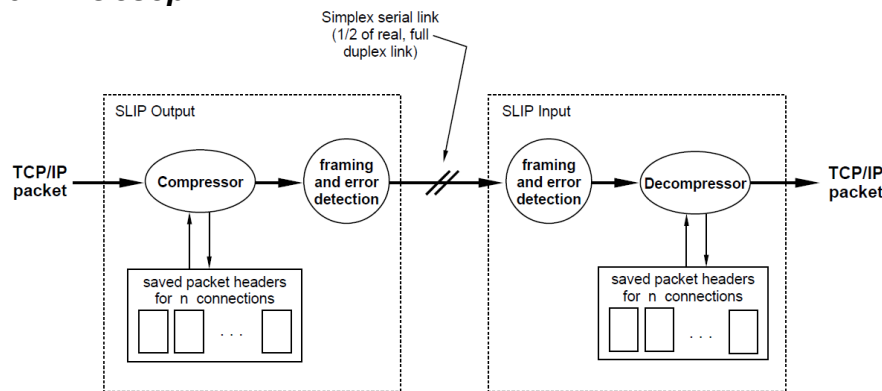 Simplex serial link
(1/2 of real, full
duplex link)
SLIP Output
SLIP Input
TCP/IP
packet
Compressor
framing
and error
detection
framing
and error
detection
Decompressor
TCP/IP
packet
saved packet headers
for n connections
. . .
saved packet headers
for n connections
. . .